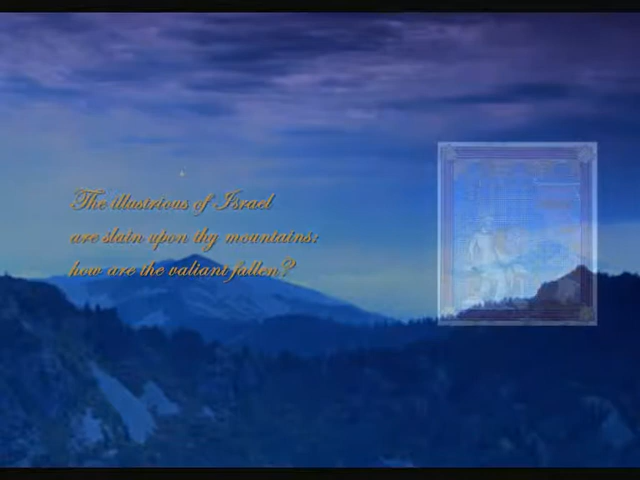 The illustrious of Israel
are slain upon thy mountains:
how are the valiant fallen?